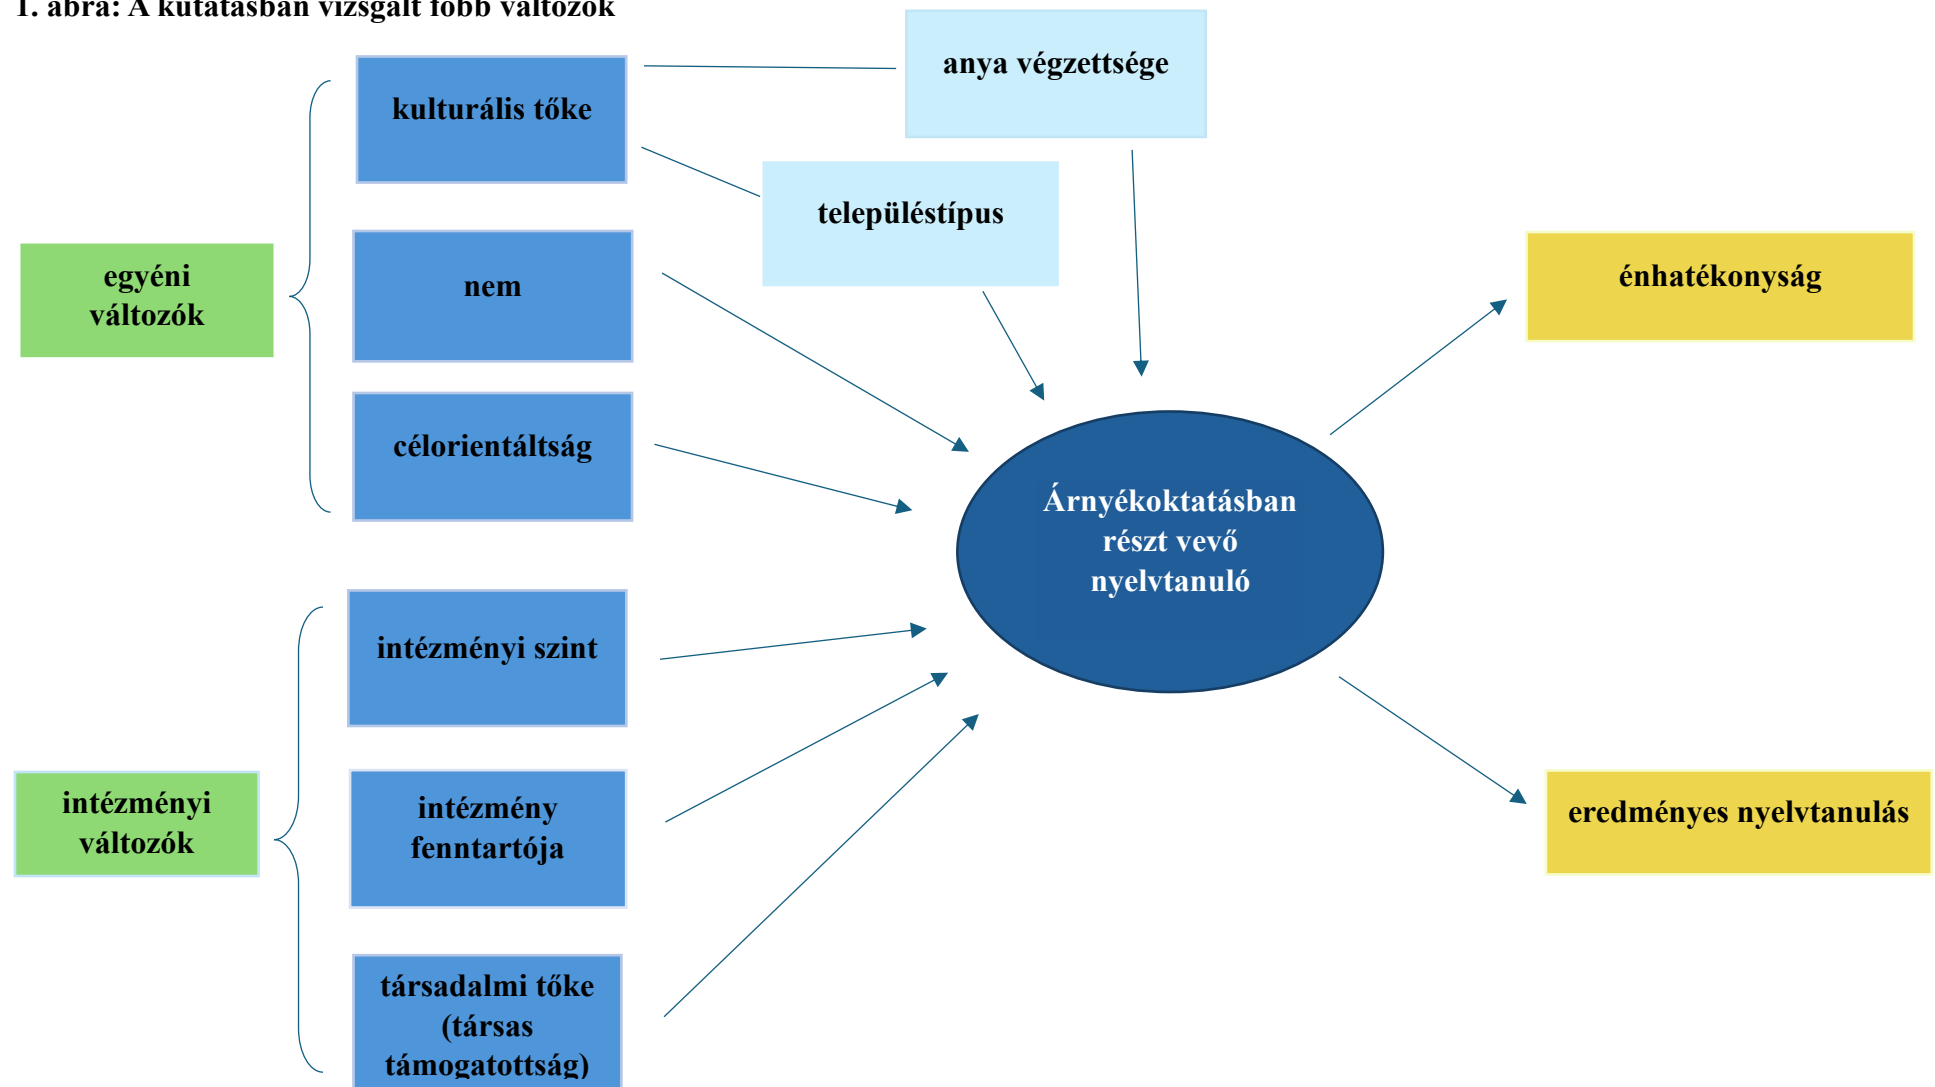 1. ábra: A kutatásban vizsgált főbb változók
anya végzettsége
kulturális tőke
településtípus
egyéni
változók
nem
énhatékonyság
célorientáltság
Árnyékoktatásban
részt vevő
nyelvtanuló
intézményi szint
intézményi
változók
intézmény
fenntartója
eredményes nyelvtanulás
társadalmi tőke
(társas
támogatottság)